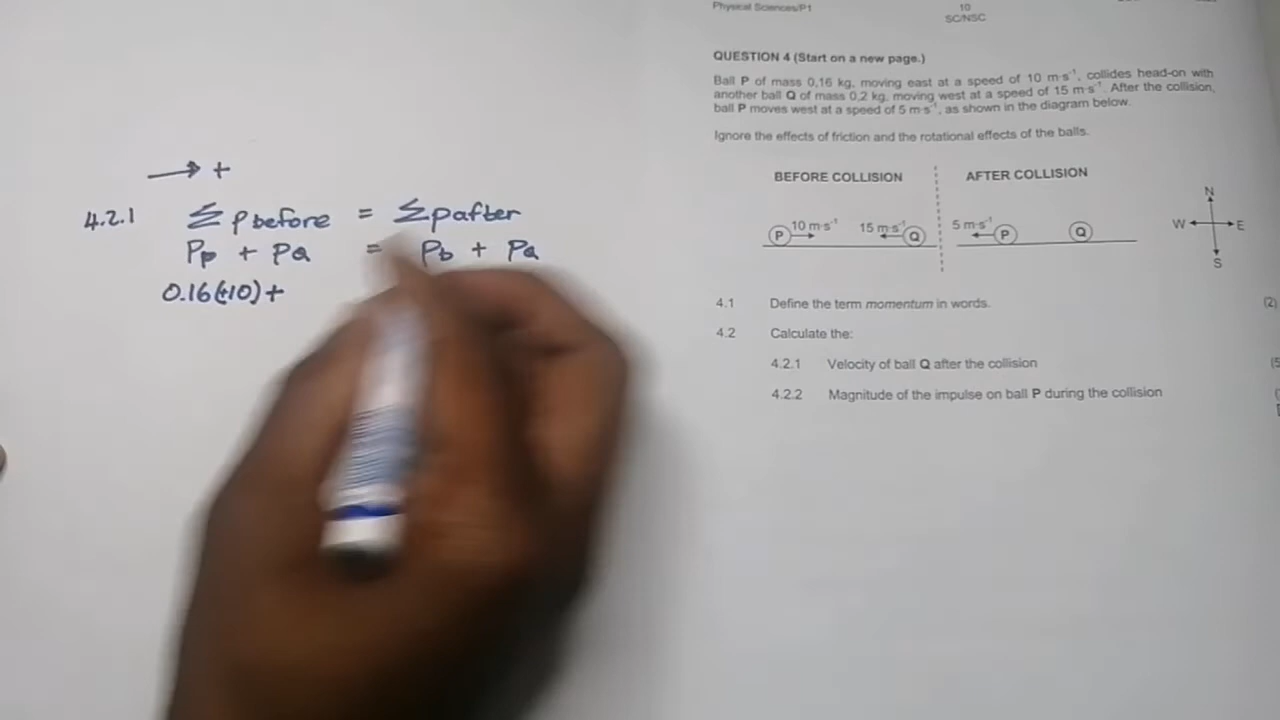 → +
4.2.1 Σ pbefore = Σ pafter
Pp + PQ = Pb + PQ
0.16(+10) +
Physical Sciences/P1
10
SC/NSC
QUESTION 4 (Start on a new page.)
Ball P of mass 0,16 kg, moving east at a speed of 10 m·s⁻¹, collides head-on with
another ball Q of mass 0,2 kg, moving west at a speed of 15 m·s⁻¹. After the collision,
ball P moves west at a speed of 5 m·s⁻¹, as shown in the diagram below.
Ignore the effects of friction and the rotational effects of the balls.
BEFORE COLLISION AFTER COLLISION
N
P 10 m·s⁻¹ 15 m·s⁻¹ Q 5 m·s⁻¹ P Q W E
S
4.1 Define the term momentum in words. (2)
4.2 Calculate the:
4.2.1 Velocity of ball Q after the collision (5
4.2.2 Magnitude of the impulse on ball P during the collision